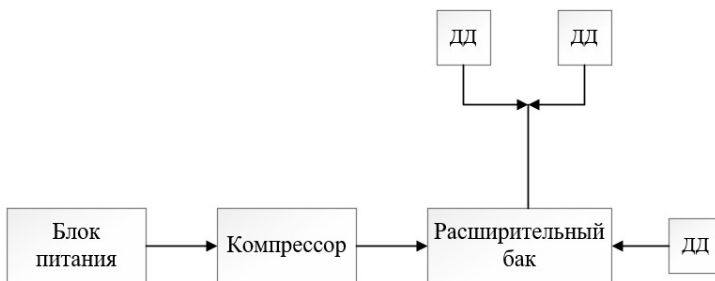 ДД
ДД
Блок
питания
Компрессор
Расширительный
бак
ДД